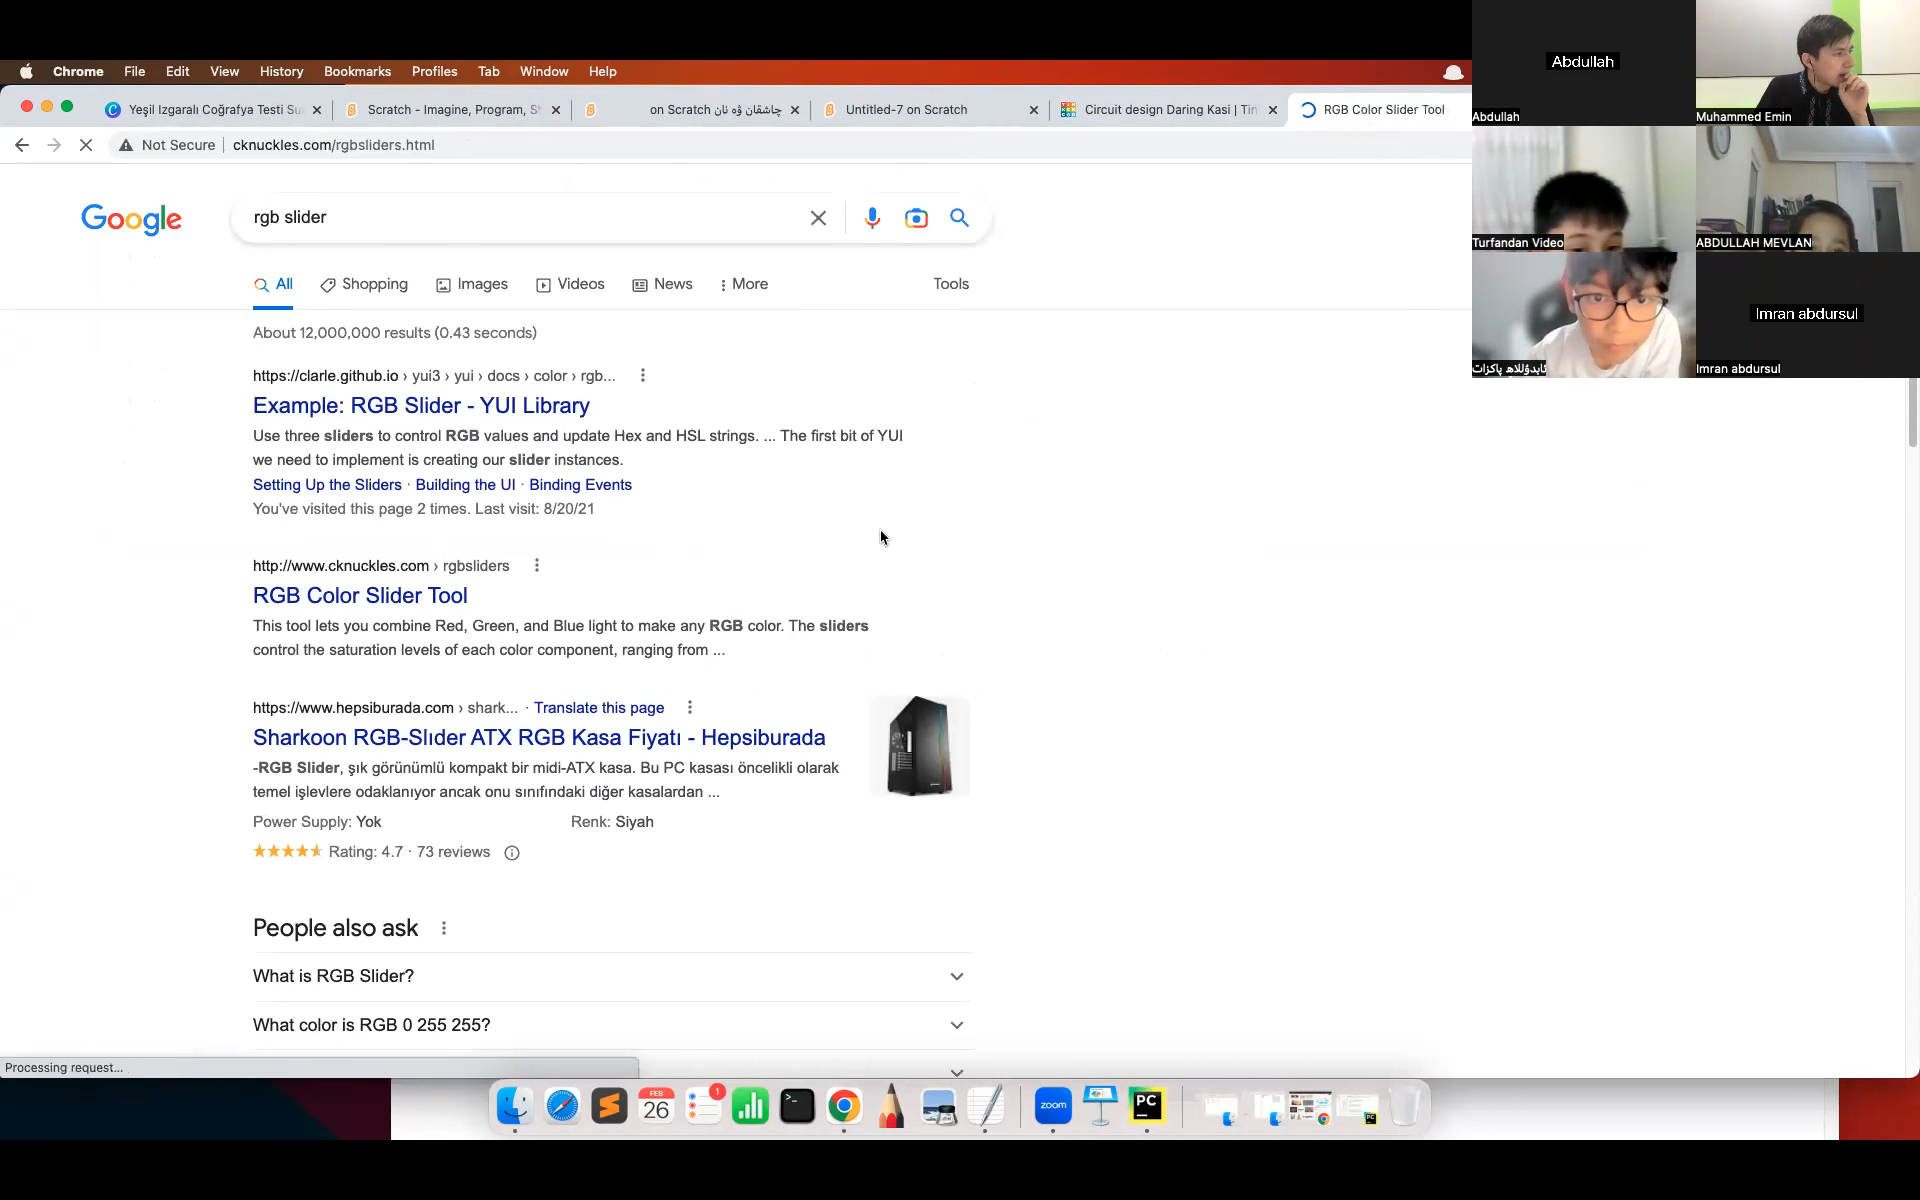 Chrome File Edit View History Bookmarks Profiles Tab Window Help
Yeşil Izgaralı Coğrafya Testi Su
Scratch - Imagine, Program, S
چاشقان ۋە نان on Scratch
Untitled-7 on Scratch
Circuit design Daring Kasi | Tin
RGB Color Slider Tool
Not Secure cknuckles.com/rgbsliders.html
Google
rgb slider
All Shopping Images Videos News More Tools
About 12,000,000 results (0.43 seconds)
https://clarle.github.io › yui3 › yui › docs › color › rgb...
Example: RGB Slider - YUI Library
Use three sliders to control RGB values and update Hex and HSL strings. ... The first bit of YUI
we need to implement is creating our slider instances.
Setting Up the Sliders · Building the UI · Binding Events
You've visited this page 2 times. Last visit: 8/20/21
http://www.cknuckles.com › rgbsliders
RGB Color Slider Tool
This tool lets you combine Red, Green, and Blue light to make any RGB color. The sliders
control the saturation levels of each color component, ranging from ...
https://www.hepsiburada.com › shark... · Translate this page
Sharkoon RGB-Slıder ATX RGB Kasa Fiyatı - Hepsiburada
-RGB Slider, şık görünümlü kompakt bir midi-ATX kasa. Bu PC kasası öncelikli olarak
temel işlevlere odaklanıyor ancak onu sınıfındaki diğer kasalardan ...
Power Supply: Yok Renk: Siyah
Rating: 4.7 · 73 reviews
People also ask
What is RGB Slider?
What color is RGB 0 255 255?
Processing request...
Abdullah
Abdullah
Muhammed Emin
Turfandan Video
ABDULLAH MEVLAN
ئابدۇللاھ پاكزات
Imran abdursul
Imran abdursul
FEB
26
1
zoom
PC
PC